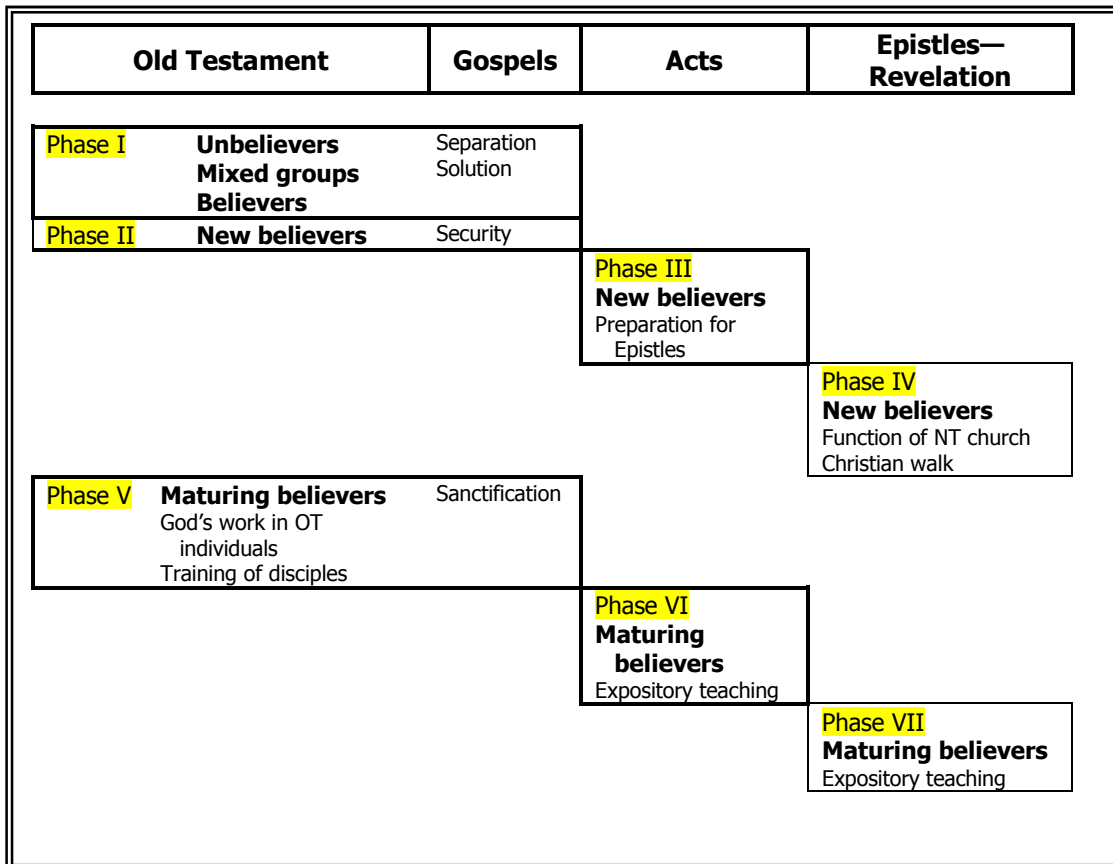 Old Testament
Gospels
Acts
Epistles—
Revelation
Phase I
Unbelievers
Mixed groups
Believers
Separation
Solution
Phase II
New believers
Security
Phase III
New believers
Preparation for
Epistles
Phase IV
New believers
Function of NT church
Christian walk
Phase V
Maturing believers
God’s work in OT
individuals
Training of disciples
Sanctification
Phase VI
Maturing
believers
Expository teaching
Phase VII
Maturing believers
Expository teaching